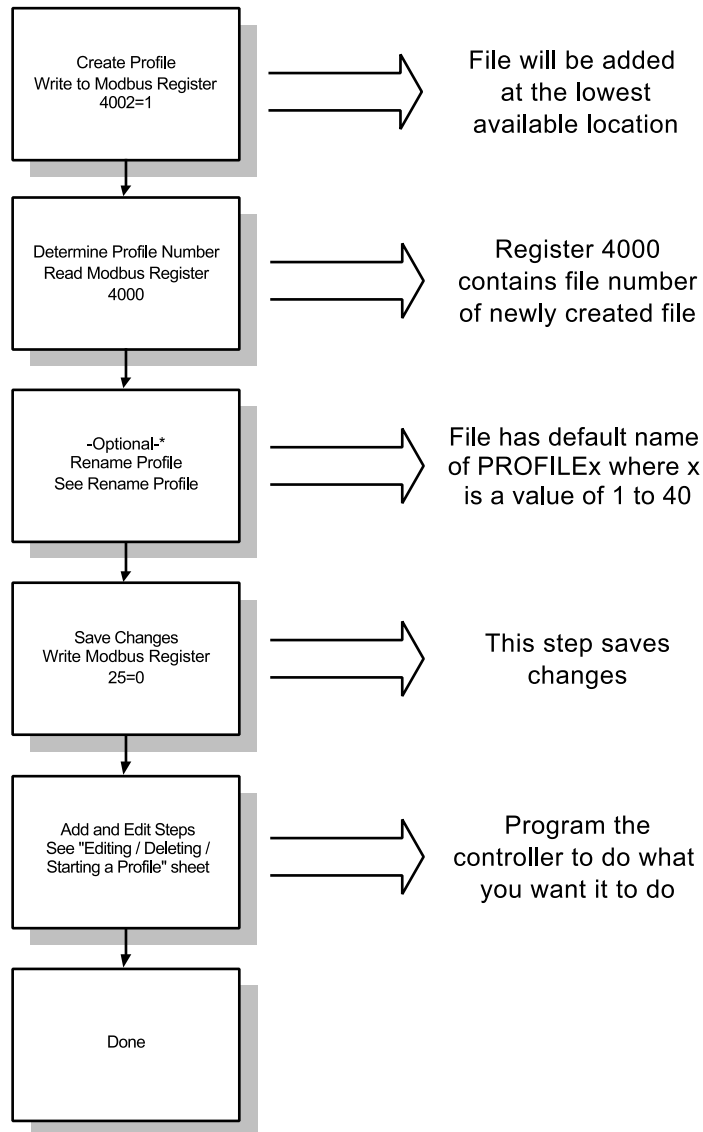 Create Profile
Write to Modbus Register
4002=1
File will be added
at the lowest
available location
Determine Profile Number
Read Modbus Register
4000
Register 4000
contains file number
of newly created file
-Optional-*
Rename Profile
See Rename Profile
File has default name
of PROFILEx where x
is a value of 1 to 40
Save Changes
Write Modbus Register
25=0
This step saves
changes
Add and Edit Steps
See "Editing / Deleting /
Starting a Profile" sheet
Program the
controller to do what
you want it to do
Done